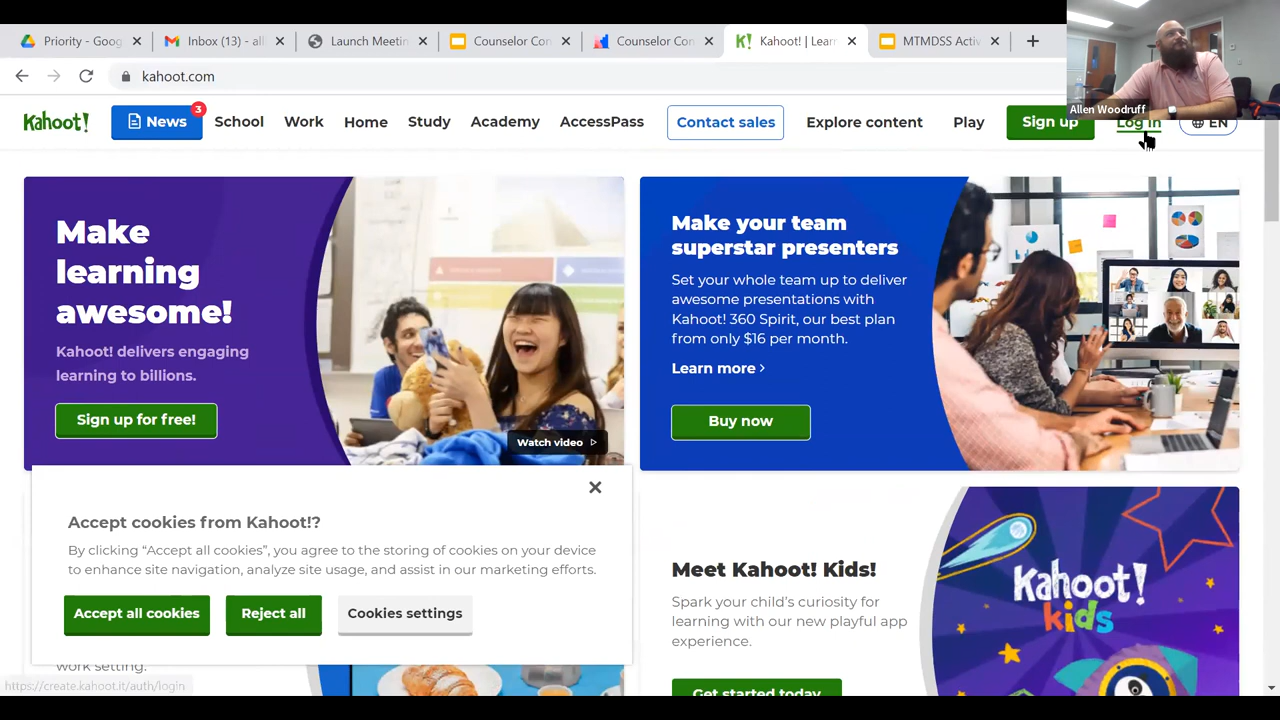 Priority - Goog
Inbox (13) - all
Launch Meetin
Counselor Con
Counselor Con
K! Kahoot! | Lear
MTMDSS Activ
kahoot.com
Allen Woodruff
Kahoot!
News
3
School
Work
Home
Study
Academy
AccessPass
Contact sales
Explore content
Play
Sign up
Log in
EN
Make
learning
awesome!
Kahoot! delivers engaging
learning to billions.
Sign up for free!
Watch video
Make your team
superstar presenters
Set your whole team up to deliver
awesome presentations with
Kahoot! 360 Spirit, our best plan
from only $16 per month.
Learn more
Buy now
Accept cookies from Kahoot!?
By clicking “Accept all cookies”, you agree to the storing of cookies on your device
to enhance site navigation, analyze site usage, and assist in our marketing efforts.
Accept all cookies
Reject all
Cookies settings
work setting.
Meet Kahoot! Kids!
Spark your child’s curiosity for
learning with our new playful app
experience.
Get started today
Kahoot!
kids
https://create.kahoot.it/auth/login